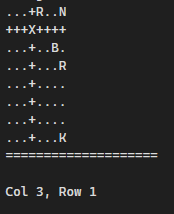 ...+R..N
+++X++++
...+..B.
...+...R
...+....
...+....
...+....
...+...K
===================
Col 3, Row 1